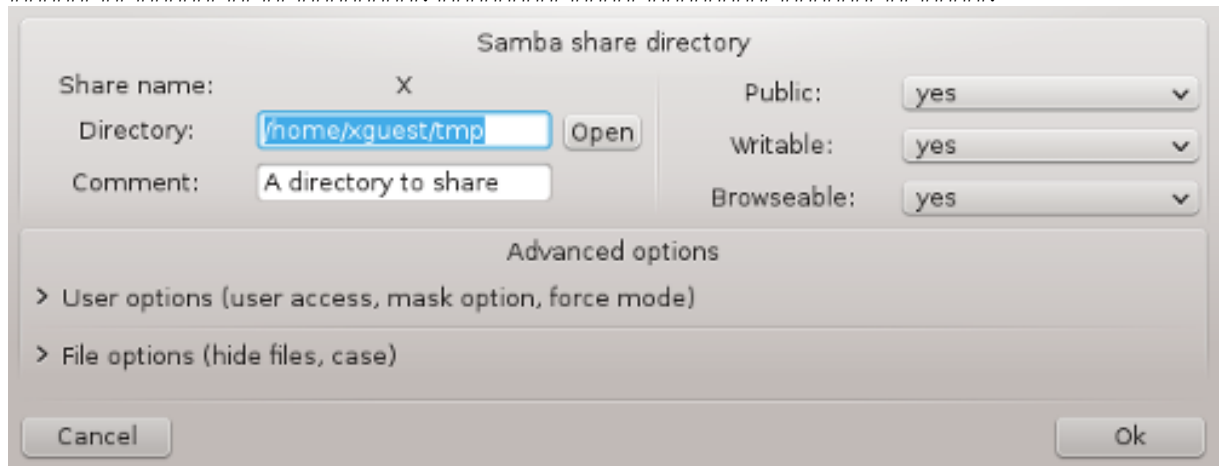 Samba share directory
Share name: X
Directory: /home/xguest/tmp Open
Comment: A directory to share
Public: yes
Writable: yes
Browseable: yes
Advanced options
> User options (user access, mask option, force mode)
> File options (hide files, case)
Cancel Ok